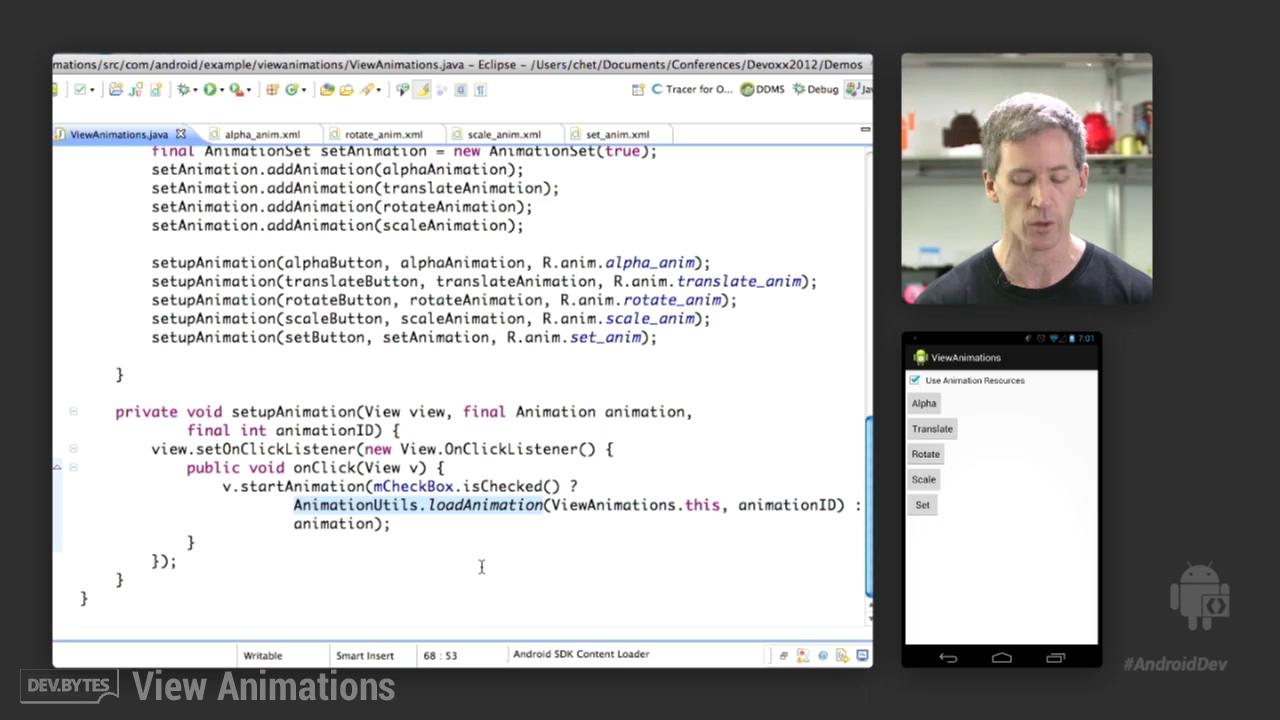 mations/src/com/android/example/viewanimations/ViewAnimations.java - Eclipse - /Users/chet/Documents/Conferences/Devoxx2012/Demos
Tracer for O... DDMS Debug Jav
ViewAnimations.java alpha_anim.xml rotate_anim.xml scale_anim.xml set_anim.xml
final AnimationSet setAnimation = new AnimationSet(true);
setAnimation.addAnimation(alphaAnimation);
setAnimation.addAnimation(translateAnimation);
setAnimation.addAnimation(rotateAnimation);
setAnimation.addAnimation(scaleAnimation);
setupAnimation(alphaButton, alphaAnimation, R.anim.alpha_anim);
setupAnimation(translateButton, translateAnimation, R.anim.translate_anim);
setupAnimation(rotateButton, rotateAnimation, R.anim.rotate_anim);
setupAnimation(scaleButton, scaleAnimation, R.anim.scale_anim);
setupAnimation(setButton, setAnimation, R.anim.set_anim);
}
private void setupAnimation(View view, final Animation animation,
final int animationID) {
view.setOnClickListener(new View.OnClickListener() {
public void onClick(View v) {
v.startAnimation(mCheckBox.isChecked() ?
AnimationUtils.loadAnimation(ViewAnimations.this, animationID) :
animation);
}
});
}
}
Writable Smart Insert 68 : 53 Android SDK Content Loader
7:01
ViewAnimations
Use Animation Resources
Alpha
Translate
Rotate
Scale
Set
DEV.BYTES View Animations
#AndroidDev